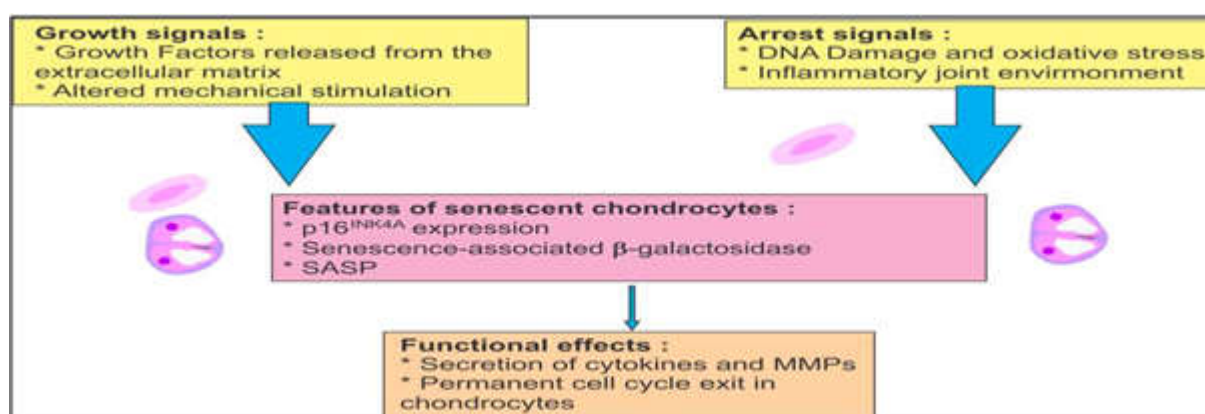 Growth signals :
* Growth Factors released from the
extracellular matrix
* Altered mechanical stimulation
Arrest signals :
* DNA Damage and oxidative stress
* Inflammatory joint envirmonment
Features of senescent chondrocytes :
* p16INK4A expression
* Senescence-associated β-galactosidase
* SASP
Functional effects :
* Secretion of cytokines and MMPs
* Permanent cell cycle exit in
chondrocytes